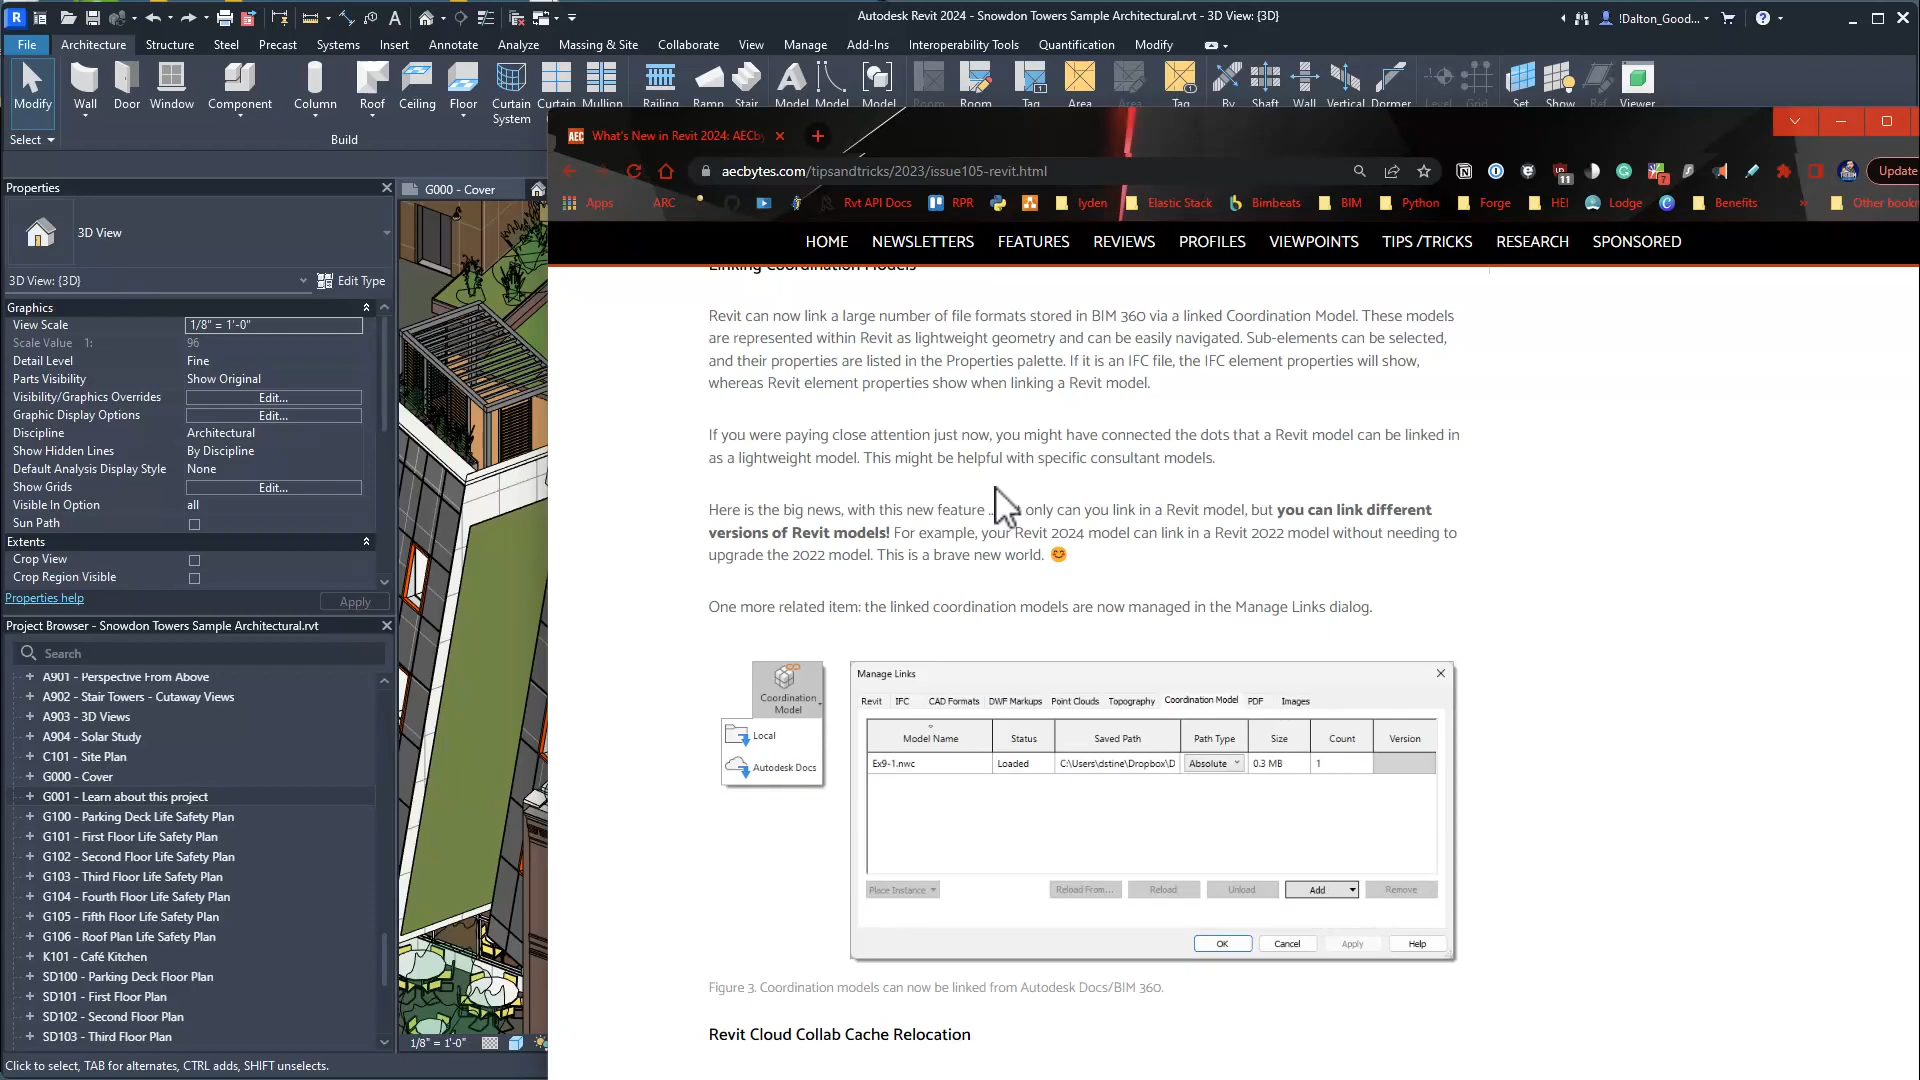 Autodesk Revit 2024 - Snowdon Towers Sample Architectural.rvt - 3D View: {3D}
!Dalton_Good...
File Architecture Structure Steel Precast Systems Insert Annotate Analyze Massing & Site Collaborate View Manage Add-Ins Interoperability Tools Quantification Modify
Modify Wall Door Window Component Column Roof Ceiling Floor Curtain System Curtain Mullion Railing Ramp Stair Model Model Model Room Room Tag Area Area Tag By Shaft Wall Vertical Dormer Level Grid Set Show Ref Viewer
Select Build
What's New in Revit 2024: AECby
aecbytes.com/tipsandtricks/2023/issue105-revit.html
11 7 Update
Apps ARC Rvt API Docs RPR lyden Elastic Stack Bimbeats BIM Python Forge HEI Lodge Benefits » Other bookm
HOME NEWSLETTERS FEATURES REVIEWS PROFILES VIEWPOINTS TIPS /TRICKS RESEARCH SPONSORED
Properties
G000 - Cover
3D View
3D View: {3D} Edit Type
Graphics
View Scale 1/8" = 1'-0"
Scale Value 1: 96
Detail Level Fine
Parts Visibility Show Original
Visibility/Graphics Overrides Edit...
Graphic Display Options Edit...
Discipline Architectural
Show Hidden Lines By Discipline
Default Analysis Display Style None
Show Grids Edit...
Visible In Option all
Sun Path
Extents
Crop View
Crop Region Visible
Properties help Apply
Project Browser - Snowdon Towers Sample Architectural.rvt
Search
A901 - Perspective From Above
A902 - Stair Towers - Cutaway Views
A903 - 3D Views
A904 - Solar Study
C101 - Site Plan
G000 - Cover
G001 - Learn about this project
G100 - Parking Deck Life Safety Plan
G101 - First Floor Life Safety Plan
G102 - Second Floor Life Safety Plan
G103 - Third Floor Life Safety Plan
G104 - Fourth Floor Life Safety Plan
G105 - Fifth Floor Life Safety Plan
G106 - Roof Plan Life Safety Plan
K101 - Café Kitchen
SD100 - Parking Deck Floor Plan
SD101 - First Floor Plan
SD102 - Second Floor Plan
SD103 - Third Floor Plan
1/8" = 1'-0"
Click to select, TAB for alternates, CTRL adds, SHIFT unselects.
Linking Coordination Models
Revit can now link a large number of file formats stored in BIM 360 via a linked Coordination Model. These models
are represented within Revit as lightweight geometry and can be easily navigated. Sub-elements can be selected,
and their properties are listed in the Properties palette. If it is an IFC file, the IFC element properties will show,
whereas Revit element properties show when linking a Revit model.
If you were paying close attention just now, you might have connected the dots that a Revit model can be linked in
as a lightweight model. This might be helpful with specific consultant models.
Here is the big news, with this new feature .. only can you link in a Revit model, but you can link different
versions of Revit models! For example, your Revit 2024 model can link in a Revit 2022 model without needing to
upgrade the 2022 model. This is a brave new world. 😊
One more related item: the linked coordination models are now managed in the Manage Links dialog.
Coordination
Model
Local
Autodesk Docs
Manage Links
Revit IFC CAD Formats DWF Markups Point Clouds Topography Coordination Model PDF Images
Model Name Status Saved Path Path Type Size Count Version
Ex9-1.nwc Loaded C:\Users\dstine\Dropbox\D Absolute 0.3 MB 1
Place Instance Reload From... Reload Unload Add Remove
OK Cancel Apply Help
Figure 3. Coordination models can now be linked from Autodesk Docs/BIM 360.
Revit Cloud Collab Cache Relocation